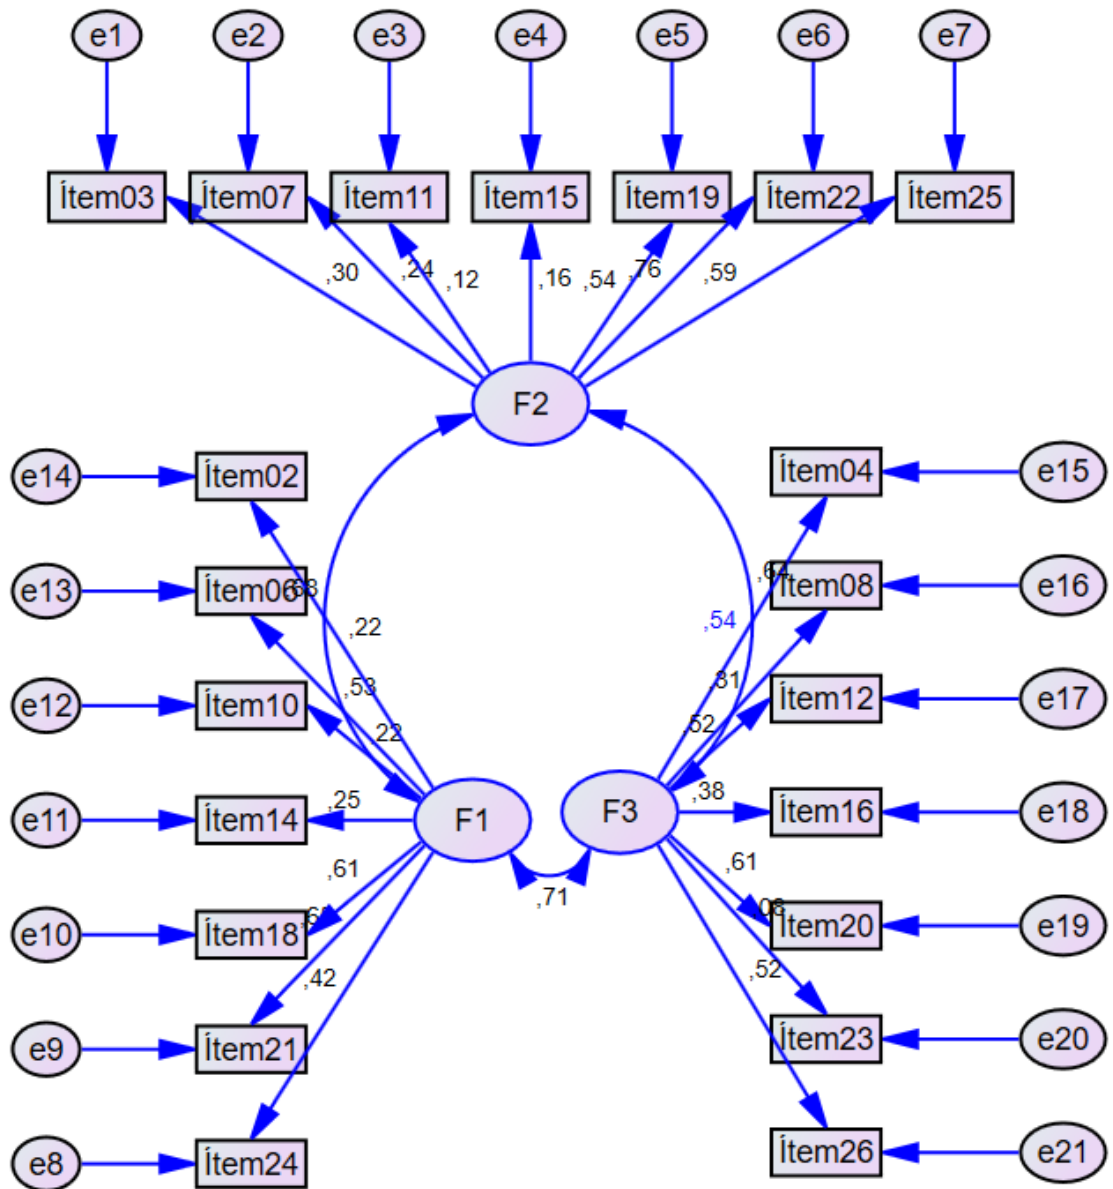 e1 e2 e3 e4 e5 e6 e7
Ítem03 Ítem07 Ítem11 Ítem15 Ítem19 Ítem22 Ítem25
,30 ,24 ,12 ,16 ,54 ,76 ,59
F2
e14 Ítem02 Ítem04 e15
e13 Ítem06 ,64 Ítem08 e16
,22 ,54
,53 ,31
e12 Ítem10 ,22 ,52 Ítem12 e17
e11 Ítem14 ,25 F1 F3 ,38 Ítem16 e18
,61 ,71 ,61
e10 Ítem18 ,08 Ítem20 e19
,42 ,52
e9 Ítem21 Ítem23 e20
e8 Ítem24 Ítem26 e21